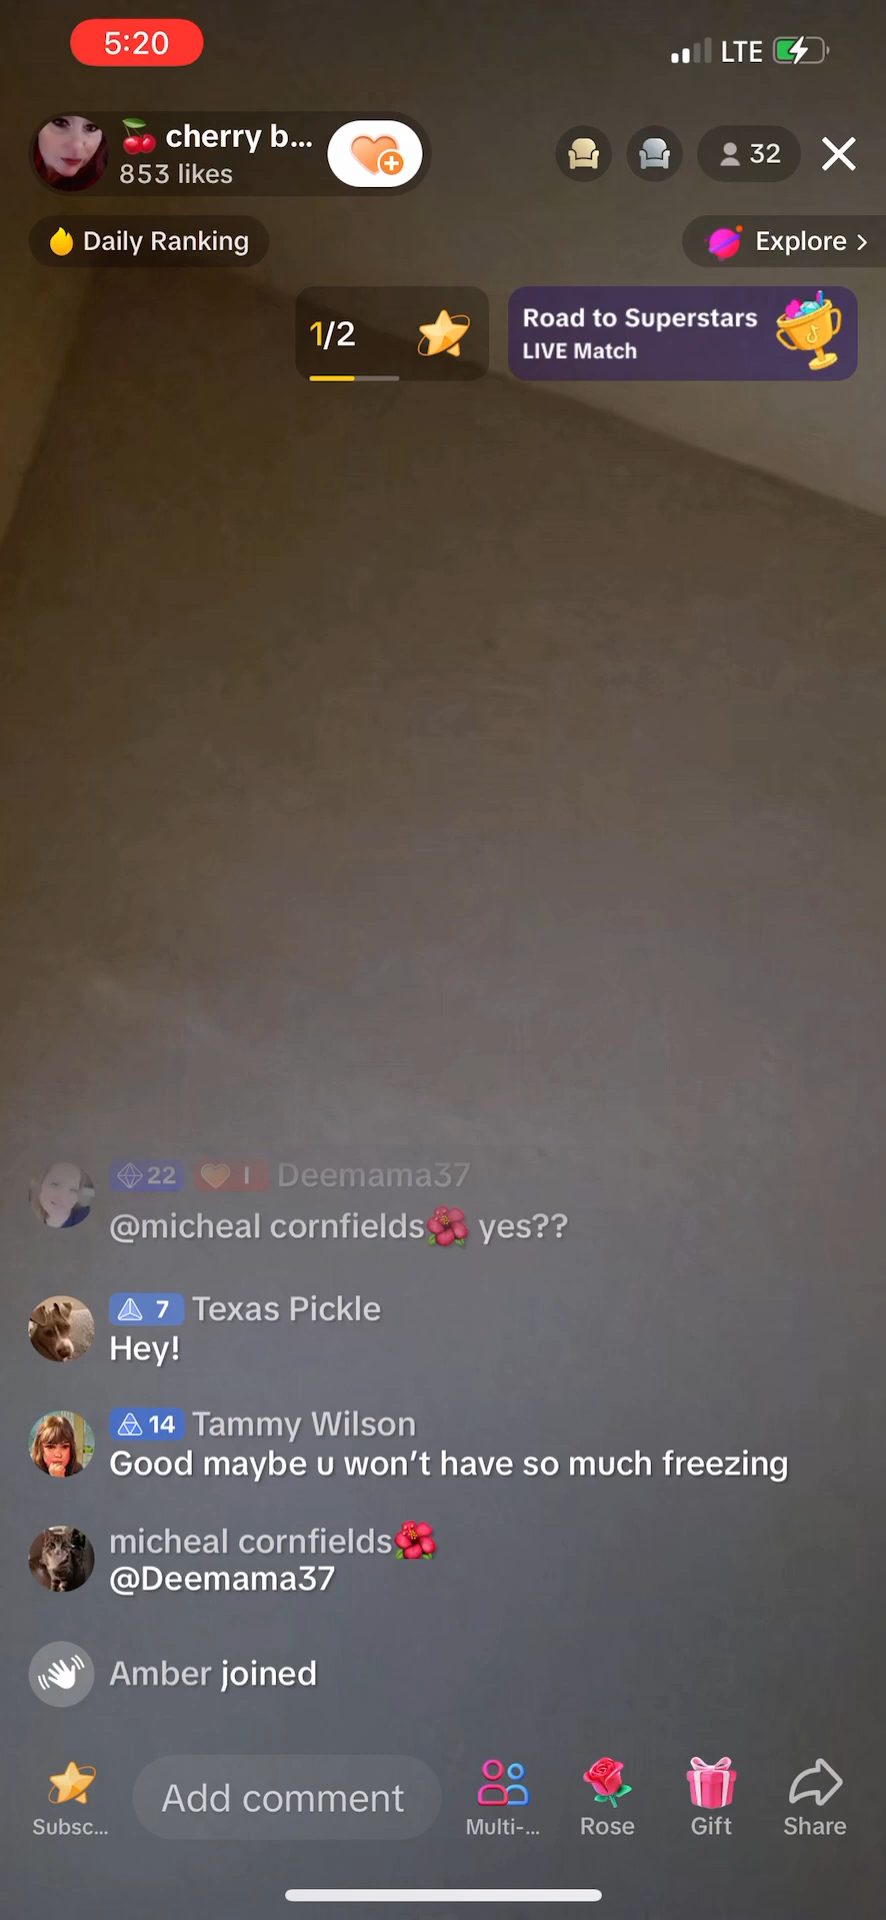 5:20
LTE
🍒 cherry b...
853 likes
32
Daily Ranking
Explore >
1/2
Road to Superstars
LIVE Match
22 I Deemama37
@micheal cornfields🌺 yes??
7 Texas Pickle
Hey!
14 Tammy Wilson
Good maybe u won't have so much freezing
micheal cornfields🌺
@Deemama37
Amber joined
Add comment
Subsc...
Multi-...
Rose
Gift
Share